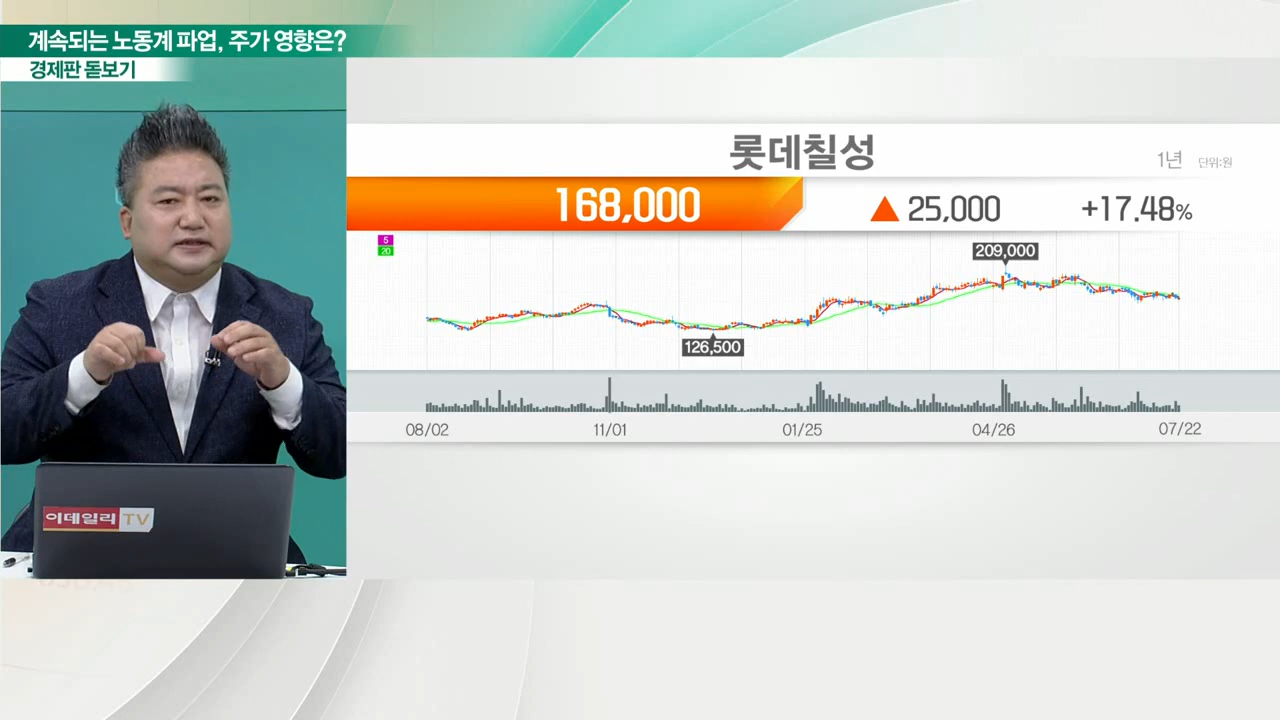 계속되는 노동계 파업, 주가 영향은?
경제판 돋보기
롯데칠성
1년 단위:원
168,000 ▲ 25,000 +17.48%
5
20
209,000
126,500
08/02 11/01 01/25 04/26 07/22
이데일리 TV